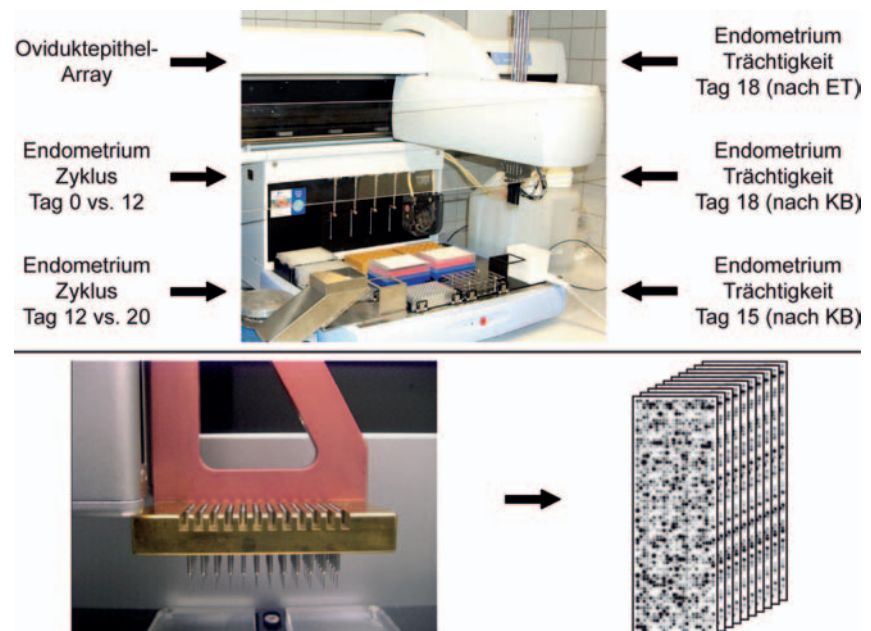 Oviduktepithel-
Array
Endometrium
Zyklus
Tag 0 vs. 12
Endometrium
Zyklus
Tag 12 vs. 20
Endometrium
Trächtigkeit
Tag 18 (nach ET)
Endometrium
Trächtigkeit
Tag 18 (nach KB)
Endometrium
Trächtigkeit
Tag 15 (nach KB)